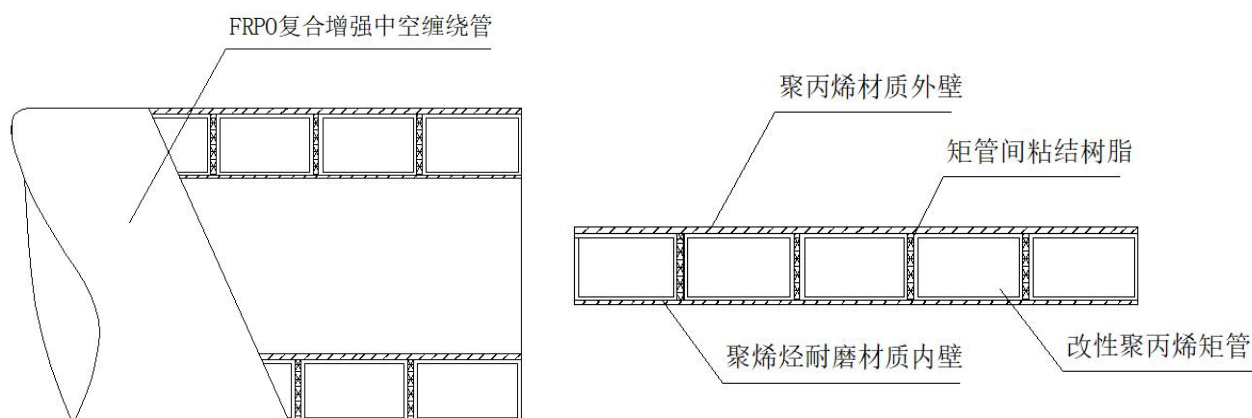 FRPO复合增强中空缠绕管
聚丙烯材质外壁
矩管间粘结树脂
聚烯烃耐磨材质内壁
改性聚丙烯矩管